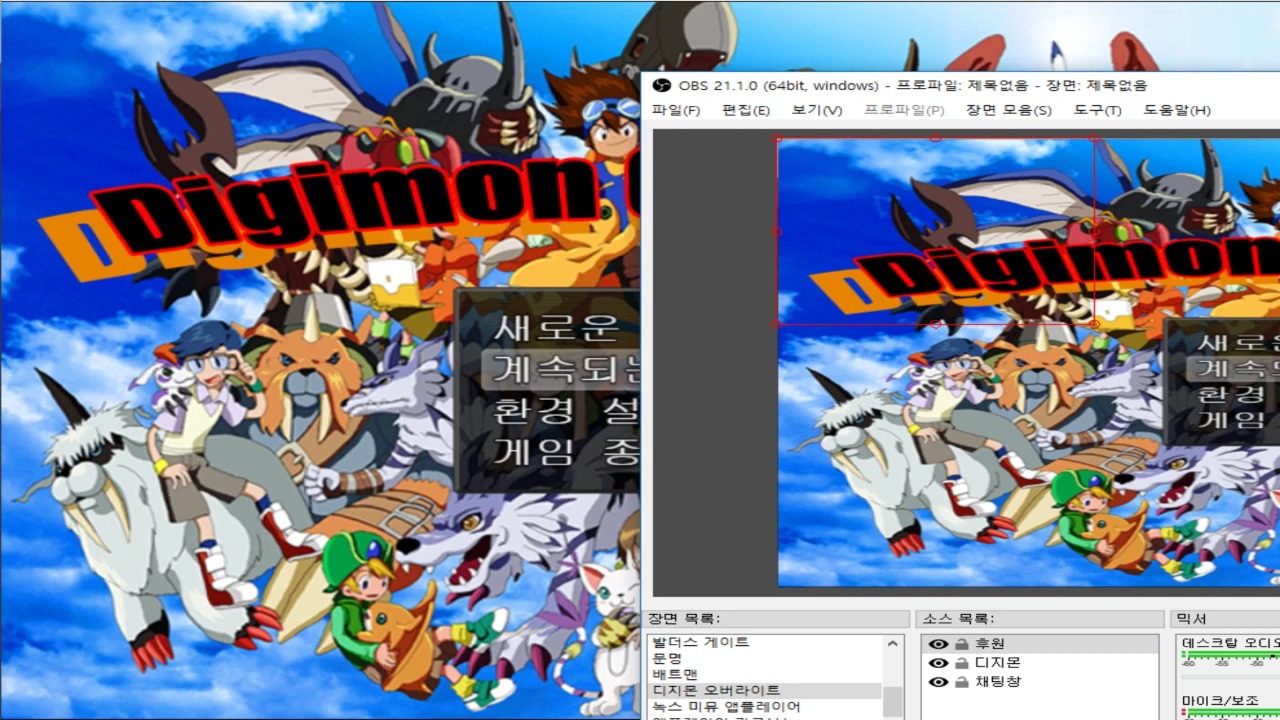 Digimon
새로운
계속되는
환경 설
게임 종
OBS 21.1.0 (64bit, windows) - 프로파일: 제목없음 - 장면: 제목없음
파일(F) 편집(E) 보기(V) 프로파일(P) 장면 모음(S) 도구(T) 도움말(H)
Digimon
새로운
계속되
환경
게임
장면 목록:
발더스 게이트
문명
배트맨
디지몬 오버라이트
녹스 미뮤 앱플레이어
소스 목록:
후원
디지몬
채팅창
믹서
데스크탑 오디오
마이크/보조